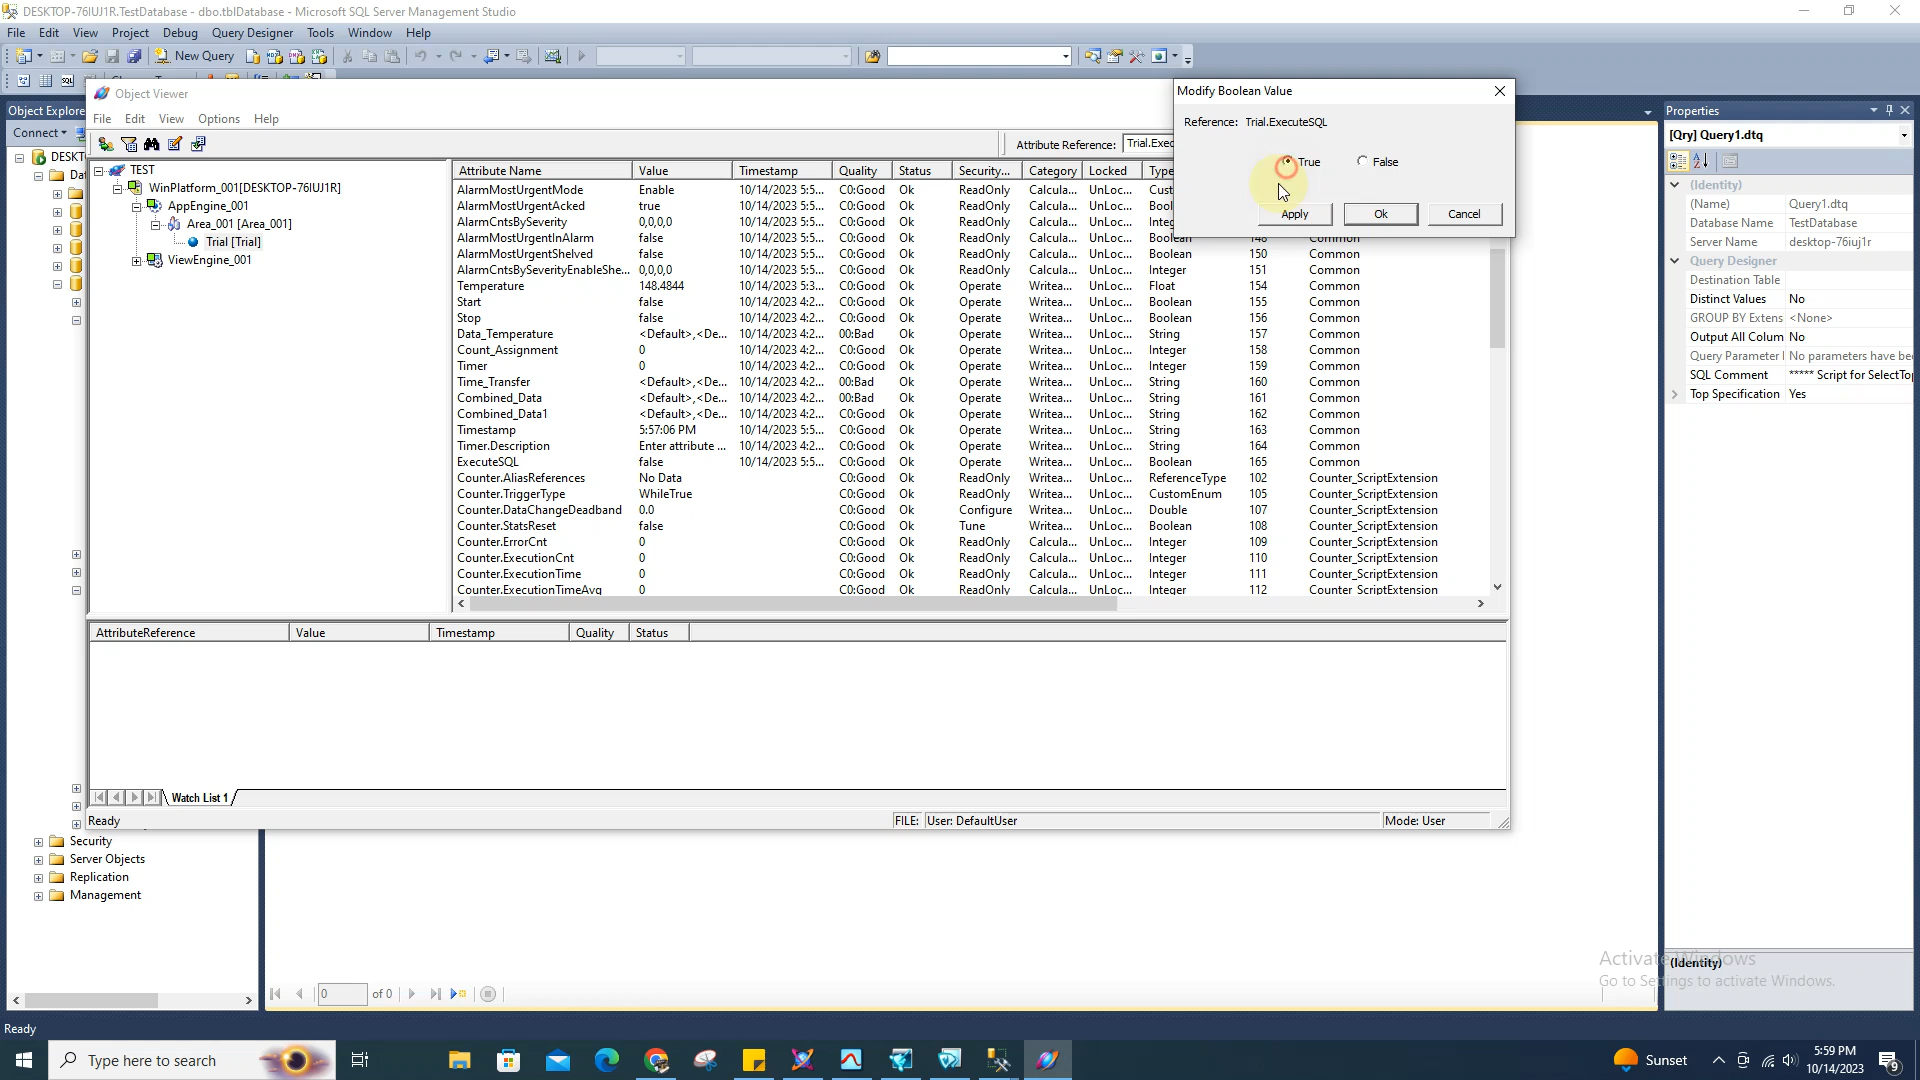 DESKTOP-76IUJ1R.TestDatabase - dbo.tblDatabase - Microsoft SQL Server Management Studio
File Edit View Project Debug Query Designer Tools Window Help
New Query
Object Explore
Connect
DESKT
Security
Server Objects
Replication
Management
Object Viewer
File Edit View Options Help
Attribute Reference: Trial.Exec
TEST
WinPlatform_001[DESKTOP-76IUJ1R]
AppEngine_001
Area_001 [Area_001]
Trial [Trial]
ViewEngine_001
Attribute Name Value Timestamp Quality Status Security... Category Locked Type
AlarmMostUrgentMode Enable 10/14/2023 5:5... C0:Good Ok ReadOnly Calcula... UnLoc... Cust
AlarmMostUrgentAcked true 10/14/2023 5:5... C0:Good Ok ReadOnly Calcula... UnLoc... Bool
AlarmCntsBySeverity 0,0,0,0 10/14/2023 5:5... C0:Good Ok ReadOnly Calcula... UnLoc... Integ
AlarmMostUrgentInAlarm false 10/14/2023 5:5... C0:Good Ok ReadOnly Calcula... UnLoc... Boolean 148 Common
AlarmMostUrgentShelved false 10/14/2023 5:5... C0:Good Ok ReadOnly Calcula... UnLoc... Boolean 150 Common
AlarmCntsBySeverityEnableShe... 0,0,0,0 10/14/2023 5:5... C0:Good Ok ReadOnly Calcula... UnLoc... Integer 151 Common
Temperature 148.4844 10/14/2023 5:3... C0:Good Ok Operate Writea... UnLoc... Float 154 Common
Start false 10/14/2023 4:2... C0:Good Ok Operate Writea... UnLoc... Boolean 155 Common
Stop false 10/14/2023 4:2... C0:Good Ok Operate Writea... UnLoc... Boolean 156 Common
Data_Temperature <Default>,<De... 10/14/2023 4:2... 00:Bad Ok Operate Writea... UnLoc... String 157 Common
Count_Assignment 0 10/14/2023 4:2... C0:Good Ok Operate Writea... UnLoc... Integer 158 Common
Timer 0 10/14/2023 4:2... C0:Good Ok Operate Writea... UnLoc... Integer 159 Common
Time_Transfer <Default>,<De... 10/14/2023 4:2... 00:Bad Ok Operate Writea... UnLoc... String 160 Common
Combined_Data <Default>,<De... 10/14/2023 4:2... 00:Bad Ok Operate Writea... UnLoc... String 161 Common
Combined_Data1 <Default>,<De... 10/14/2023 4:2... C0:Good Ok Operate Writea... UnLoc... String 162 Common
Timestamp 5:57:06 PM 10/14/2023 5:5... C0:Good Ok Operate Writea... UnLoc... String 163 Common
Timer.Description Enter attribute ... 10/14/2023 4:2... C0:Good Ok Operate Writea... UnLoc... String 164 Common
ExecuteSQL false 10/14/2023 5:5... C0:Good Ok Operate Writea... UnLoc... Boolean 165 Common
Counter.AliasReferences No Data C0:Good Ok ReadOnly Writea... UnLoc... ReferenceType 102 Counter_ScriptExtension
Counter.TriggerType WhileTrue C0:Good Ok ReadOnly Writea... UnLoc... CustomEnum 105 Counter_ScriptExtension
Counter.DataChangeDeadband 0.0 C0:Good Ok Configure Writea... UnLoc... Double 107 Counter_ScriptExtension
Counter.StatsReset false C0:Good Ok Tune Writea... UnLoc... Boolean 108 Counter_ScriptExtension
Counter.ErrorCnt 0 C0:Good Ok ReadOnly Calcula... UnLoc... Integer 109 Counter_ScriptExtension
Counter.ExecutionCnt 0 C0:Good Ok ReadOnly Calcula... UnLoc... Integer 110 Counter_ScriptExtension
Counter.ExecutionTime 0 C0:Good Ok ReadOnly Calcula... UnLoc... Integer 111 Counter_ScriptExtension
Counter.ExecutionTimeAvg 0 C0:Good Ok ReadOnly Calcula... UnLoc... Integer 112 Counter_ScriptExtension
AttributeReference Value Timestamp Quality Status
Watch List 1
Ready FILE: User: DefaultUser Mode: User
Modify Boolean Value
Reference: Trial.ExecuteSQL
True False
Apply Ok Cancel
Properties
[Qry] Query1.dtq
(Identity)
(Name) Query1.dtq
Database Name TestDatabase
Server Name desktop-76iuj1r
Query Designer
Destination Table
Distinct Values No
GROUP BY Extens <None>
Output All Colum No
Query Parameter No parameters have be
SQL Comment ***** Script for SelectTop
Top Specification Yes
(Identity)
Activate Windows
Go to Settings to activate Windows.
0 of 0
Ready
Type here to search
Sunset
5:59 PM
10/14/2023
9